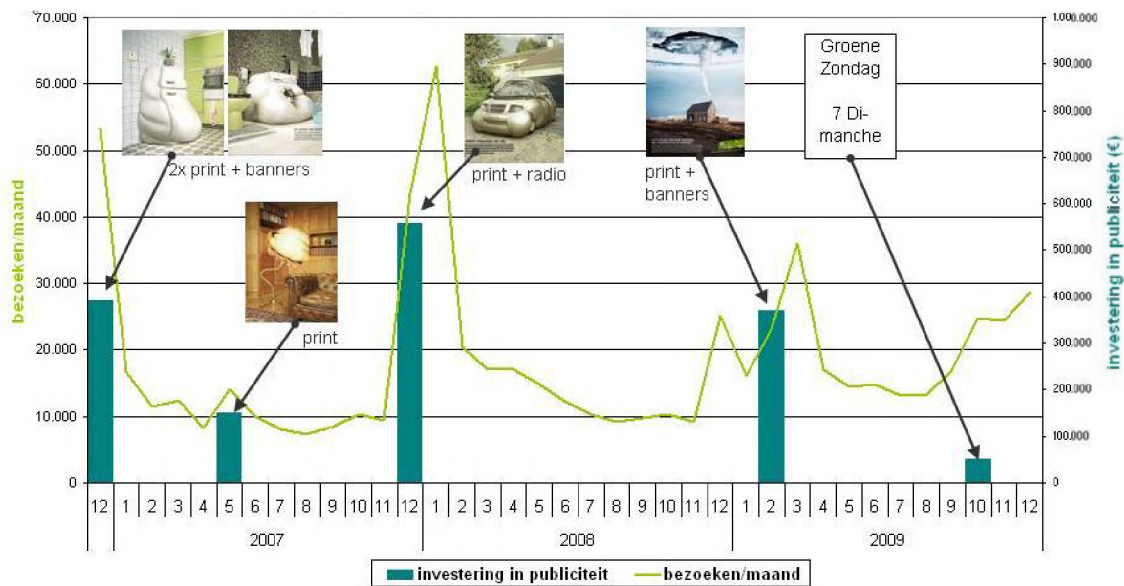 70.000
60.000
50.000
40.000
30.000
20.000
10.000
0
bezoeken/maand
1.000.000
900.000
800.000
700.000
600.000
500.000
400.000
300.000
200.000
100.000
0
investering in publiciteit (€)
2x print + banners
print
print + radio
print +
banners
Groene
Zondag
7 Di-
manche
12 1 2 3 4 5 6 7 8 9 10 11 12 1 2 3 4 5 6 7 8 9 10 11 12 1 2 3 4 5 6 7 8 9 10 11 12
2007 2008 2009
investering in publiciteit bezoeken/maand